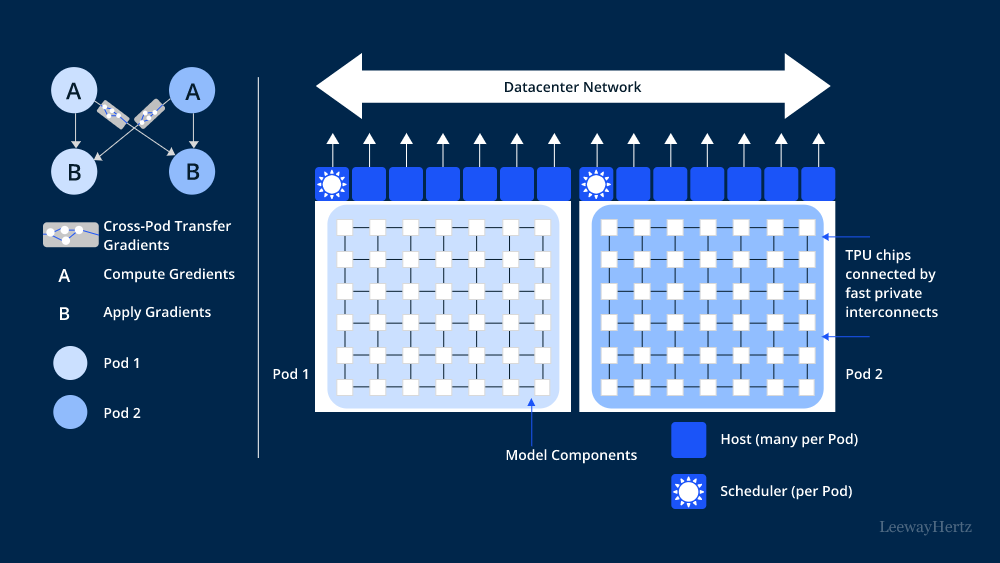 A
A
B
B
Cross-Pod Transfer
Gradients
A
Compute Gredients
B
Apply Gradients
Pod 1
Pod 2
Datacenter Network
Pod 1
TPU chips
connected by
fast private
interconnects
Pod 2
Model Components
Host (many per Pod)
Scheduler (per Pod)
LeewayHertz